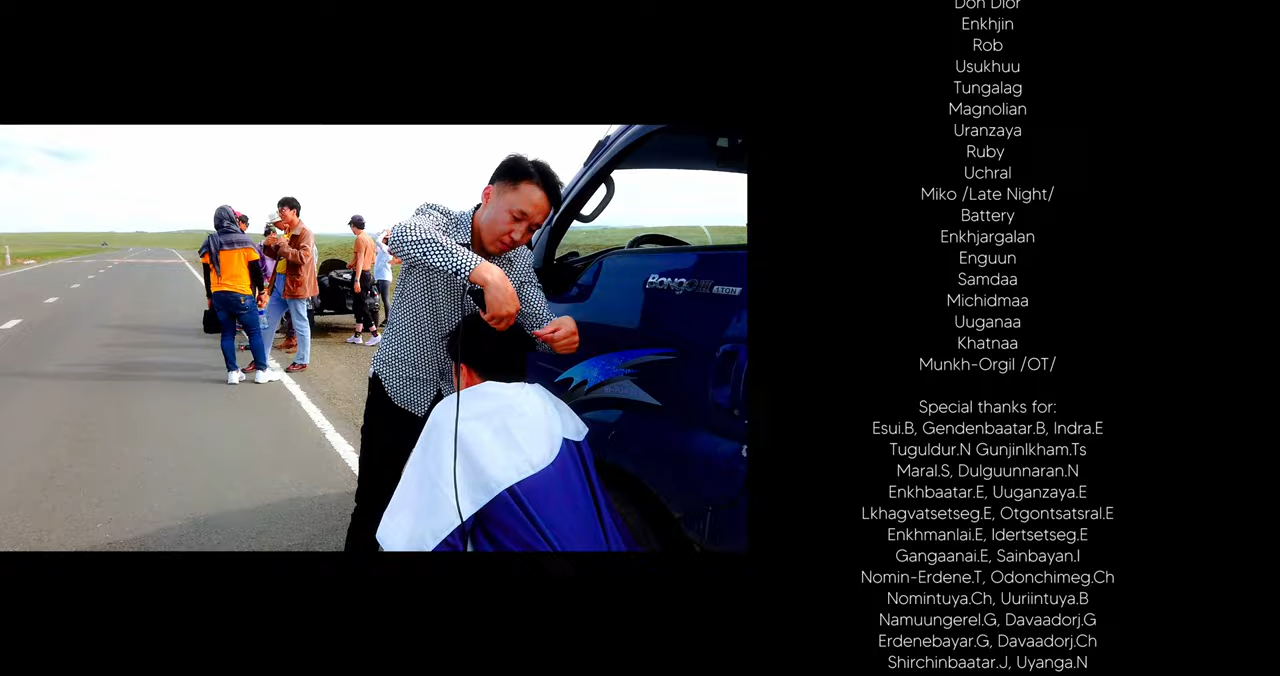 Don Dior
Enkhjin
Rob
Usukhuu
Tungalag
Magnolian
Uranzaya
Ruby
Uchral
Miko /Late Night/
Battery
Enkhjargalan
Enguun
Samdaa
Michidmaa
Uuganaa
Khatnaa
Munkh-Orgil /OT/
Special thanks for:
Esui.B, Gendenbaatar.B, Indra.E
Tuguldur.N Gunjinlkham.Ts
Maral.S, Dulguunnaran.N
Enkhbaatar.E, Uuganzaya.E
Lkhagvatsetseg.E, Otgontsatsral.E
Enkhmanlai.E, Idertsetseg.E
Gangaanai.E, Sainbayan.I
Nomin-Erdene.T, Odonchimeg.Ch
Nomintuya.Ch, Uuriintuya.B
Namuungerel.G, Davaadorj.G
Erdenebayar.G, Davaadorj.Ch
Shirchinbaatar.J, Uyanga.N
BONGO III 1TON